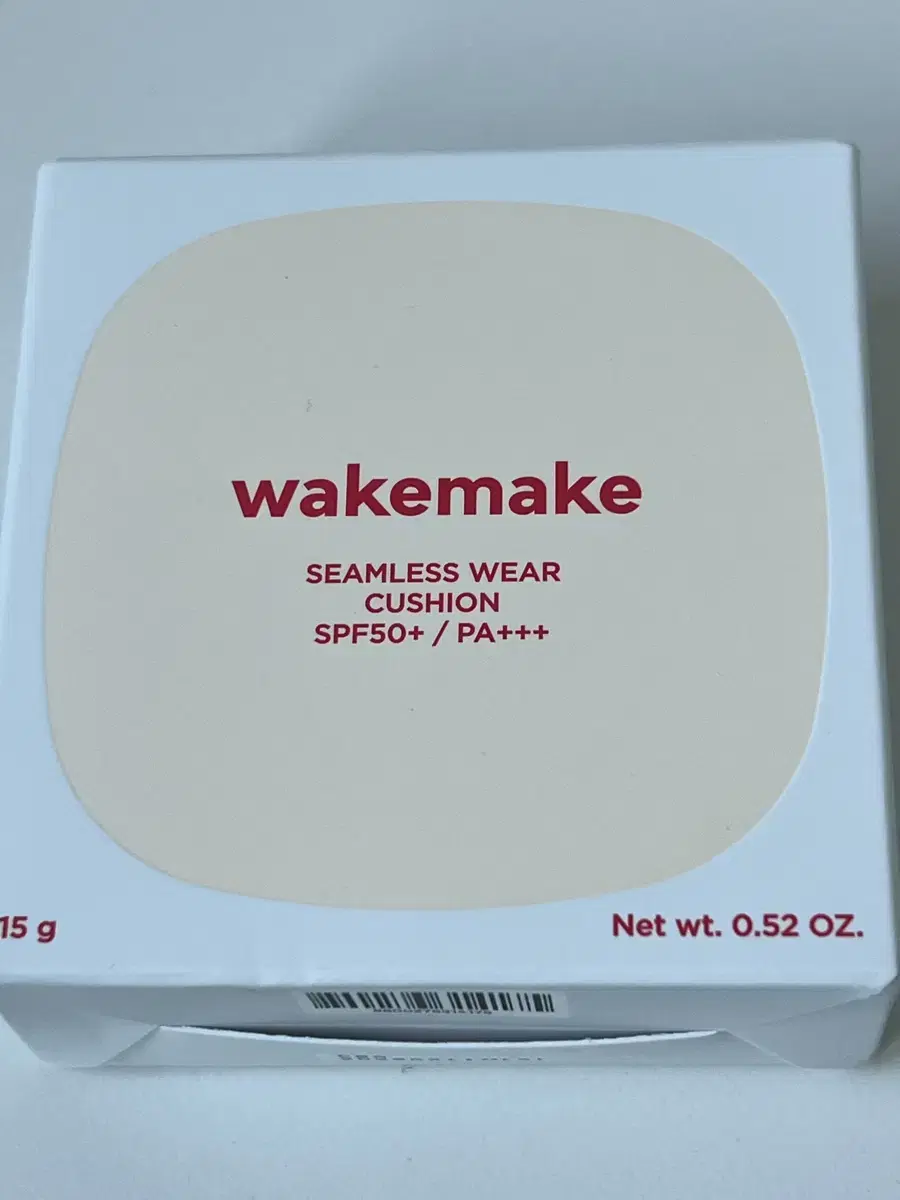 wakemake
SEAMLESS WEAR
CUSHION
SPF50+ / PA+++
15 g
Net wt. 0.52 OZ.